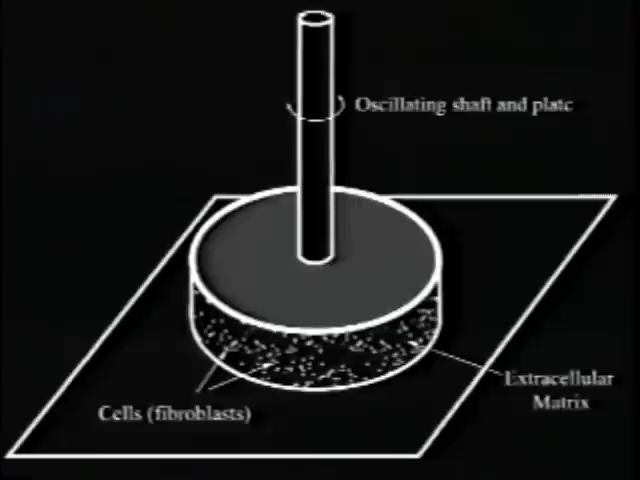 Oscillating shaft and plate
Extracellular
Matrix
Cells (fibroblasts)